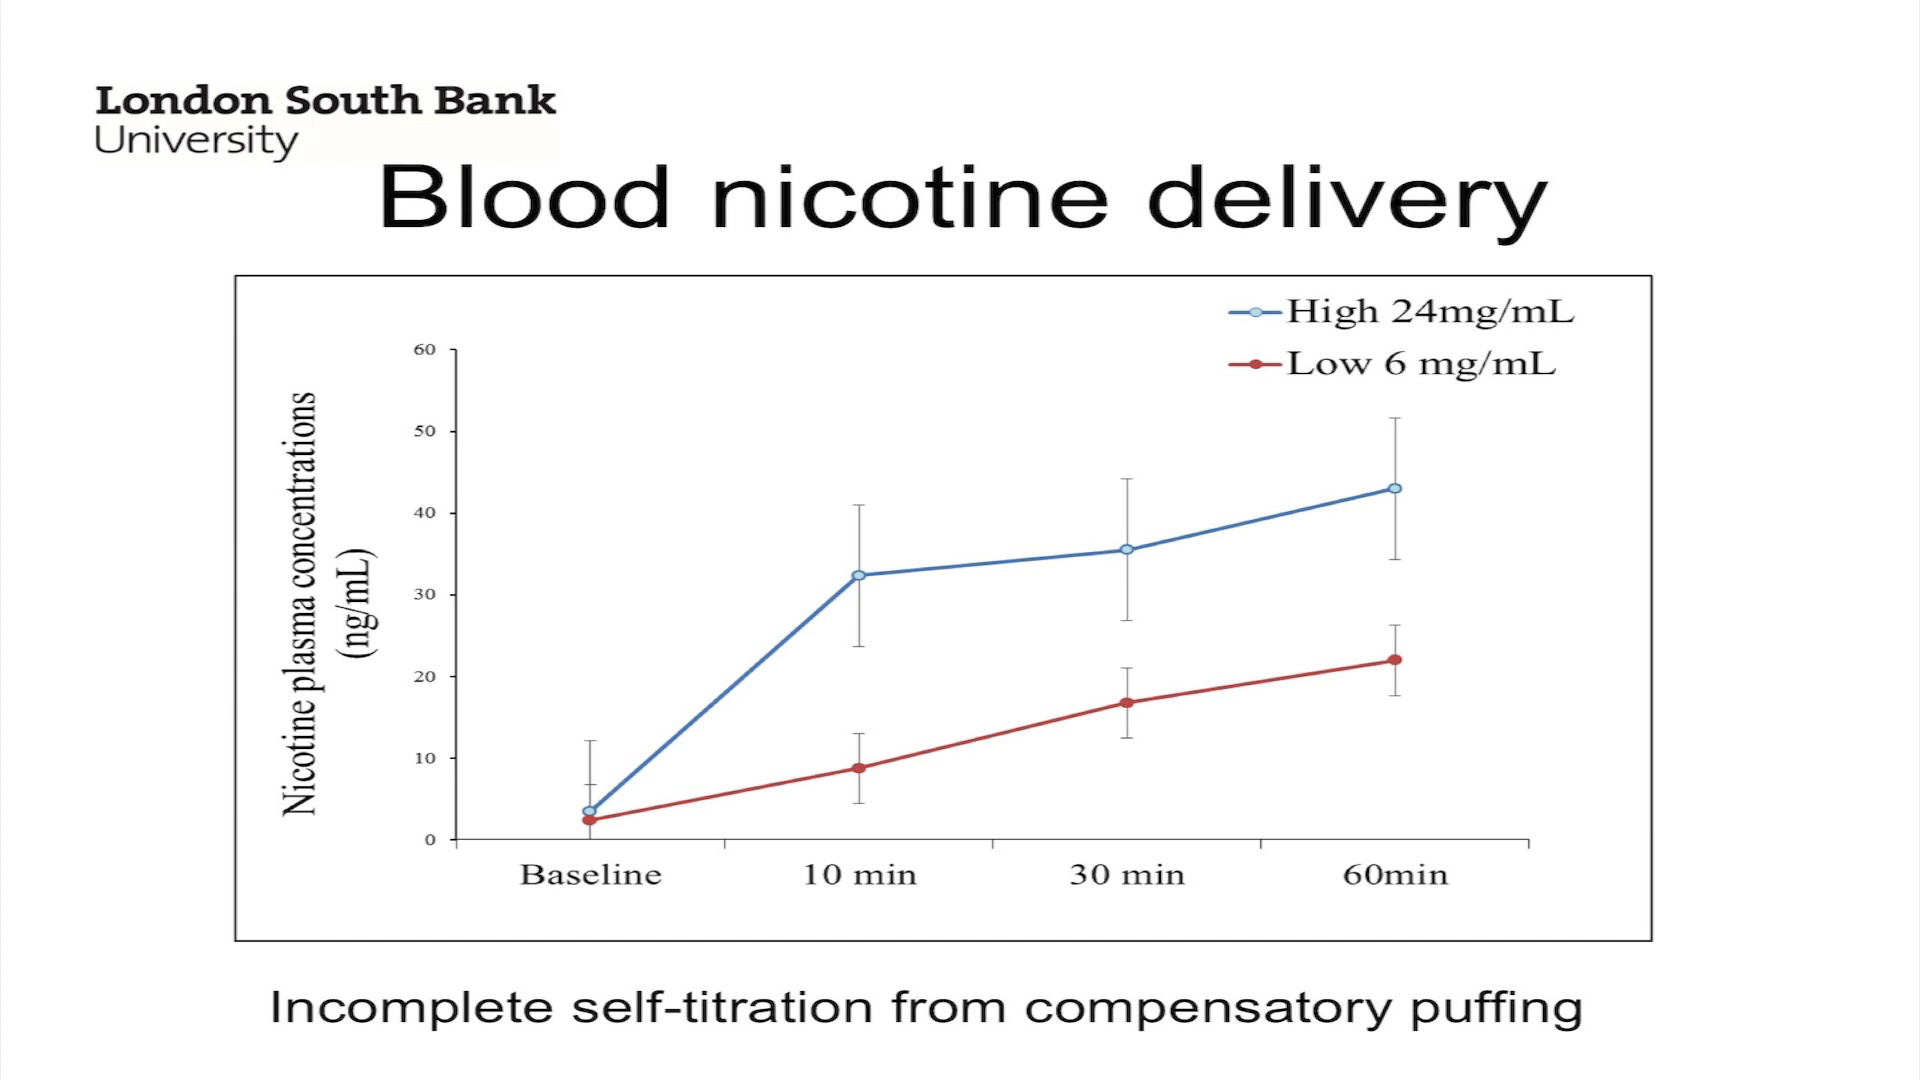 London South Bank
University
Blood nicotine delivery
High 24mg/mL
Low 6 mg/mL
Nicotine plasma concentrations
(ng/mL)
60
50
40
30
20
10
0
Baseline
10 min
30 min
60min
Incomplete self-titration from compensatory puffing